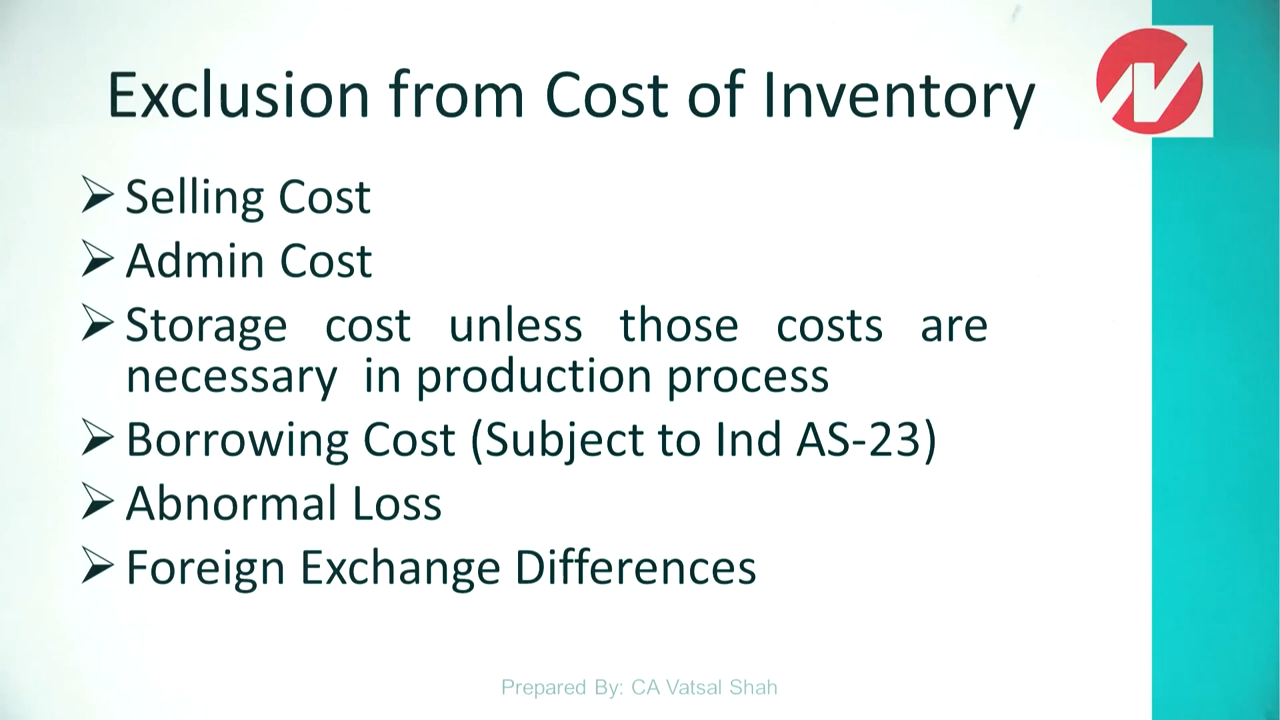 Exclusion from Cost of Inventory
Selling Cost
Admin Cost
Storage cost unless those costs are
necessary in production process
Borrowing Cost (Subject to Ind AS-23)
Abnormal Loss
Foreign Exchange Differences
Prepared By: CA Vatsal Shah